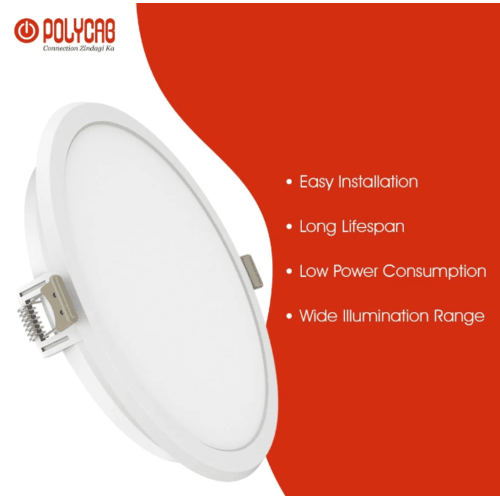 POLYCAB
Connection Zindagi Ka
• Easy Installation
• Long Lifespan
• Low Power Consumption
• Wide Illumination Range